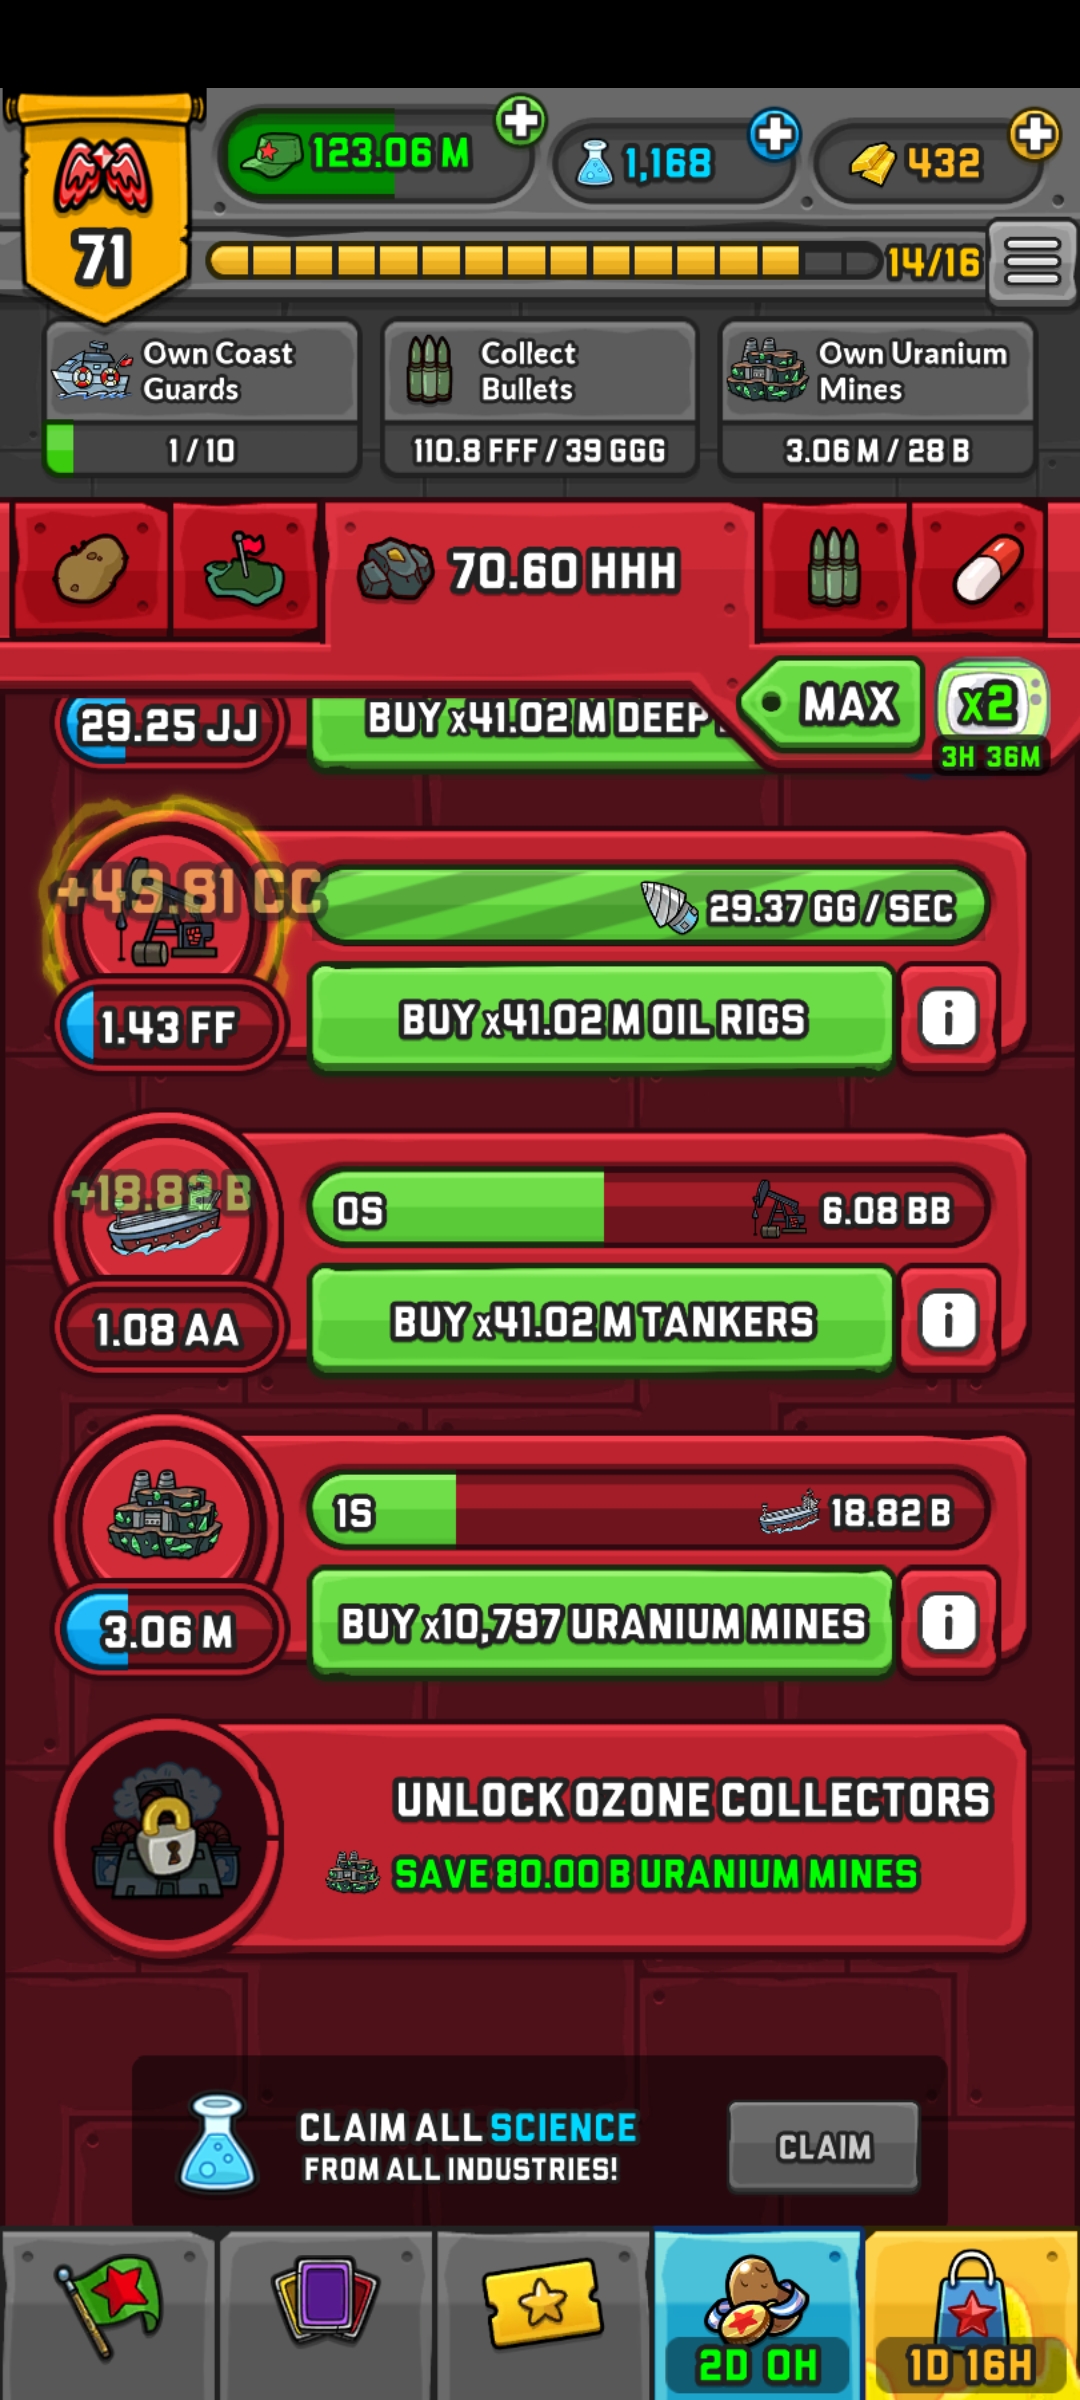 123.06 M
1,168
432
71
14/16
Own Coast
Guards
1 / 10
Collect
Bullets
110.8 FFF / 39 GGG
Own Uranium
Mines
3.06 M / 28 B
70.60 HHH
MAX
x2
3H 36M
29.25 JJ
BUY x41.02 M DEEP
+49.81 CC
29.37 GG / SEC
1.43 FF
BUY x41.02 M OIL RIGS
i
+18.82 B
0S
6.08 BB
1.08 AA
BUY x41.02 M TANKERS
i
1S
18.82 B
3.06 M
BUY x10,797 URANIUM MINES
i
UNLOCK OZONE COLLECTORS
SAVE 80.00 B URANIUM MINES
CLAIM ALL SCIENCE
FROM ALL INDUSTRIES!
CLAIM
2D 0H
1D 16H